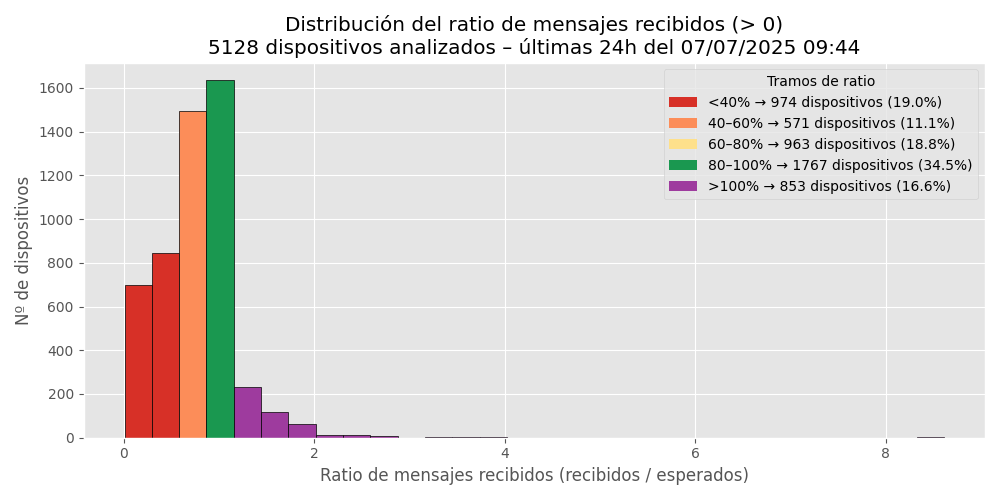 Distribución del ratio de mensajes recibidos (> 0)
5128 dispositivos analizados – últimas 24h del 07/07/2025 09:44
Tramos de ratio
<40% → 974 dispositivos (19.0%)
40–60% → 571 dispositivos (11.1%)
60–80% → 963 dispositivos (18.8%)
80–100% → 1767 dispositivos (34.5%)
>100% → 853 dispositivos (16.6%)
Nº de dispositivos
1600
1400
1200
1000
800
600
400
200
0
0 2 4 6 8
Ratio de mensajes recibidos (recibidos / esperados)